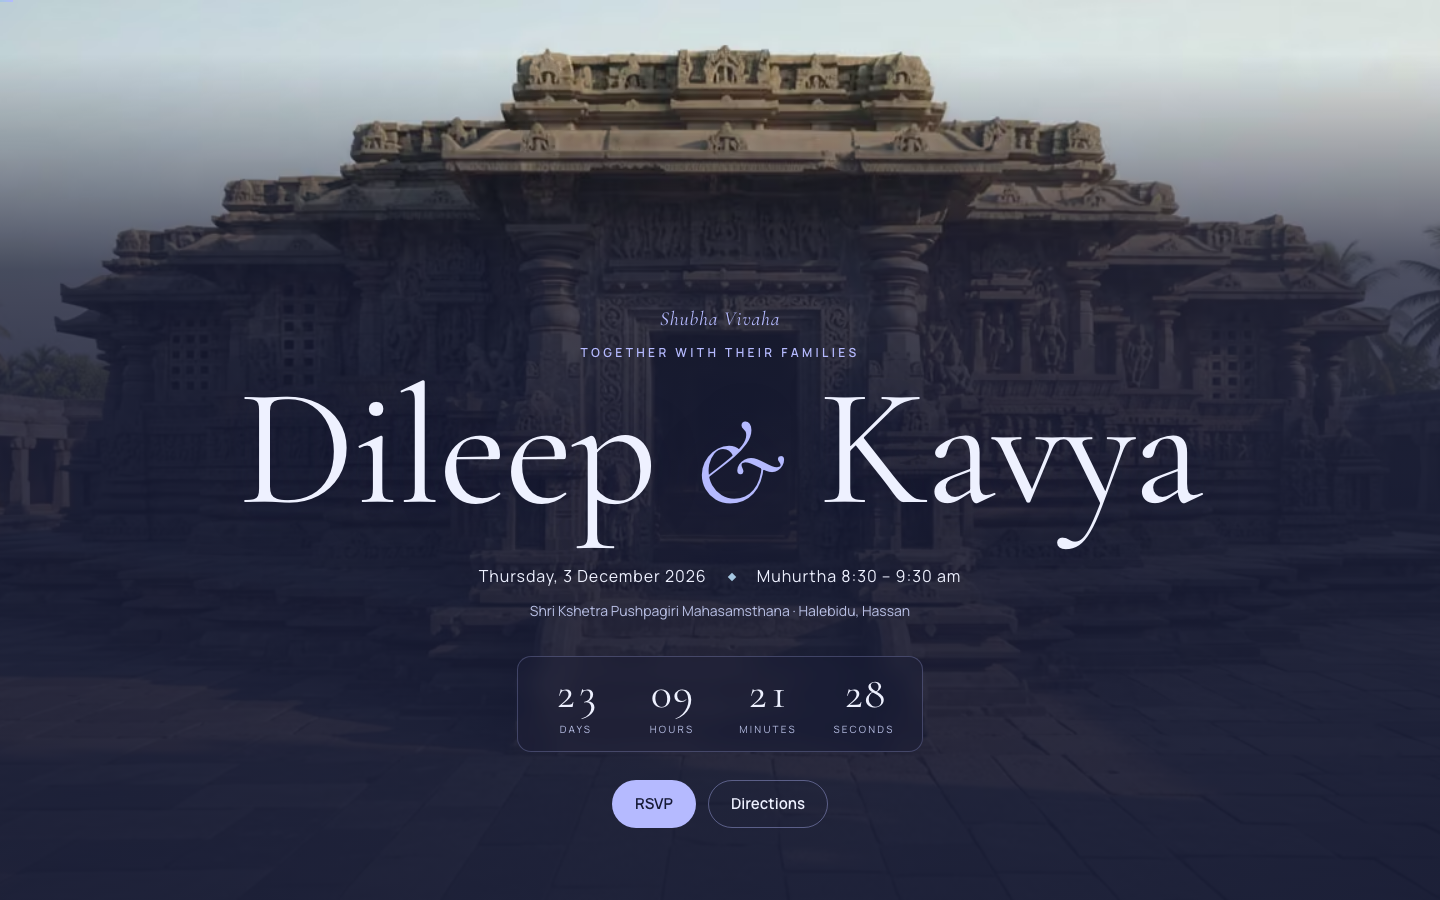 Shubha Vivaha
TOGETHER WITH THEIR FAMILIES
Dileep & Kavya
Thursday, 3 December 2026 ◆ Muhurtha 8:30 – 9:30 am
Shri Kshetra Pushpagiri Mahasamsthana · Halebidu, Hassan
23 09 21 28
DAYS HOURS MINUTES SECONDS
RSVP Directions